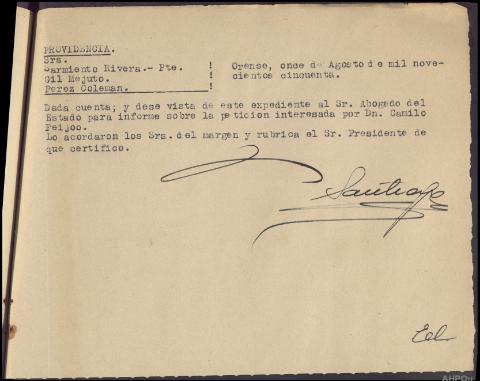 PROVIDENCIA.
Srs.
Sarmiento Rivera.- Pte. !
Gil Mejuto. !
Perez Coleman. !
Orense, once de Agosto de mil nove-
cientos cincuenta.
Dada cuenta; y dese vista de este expediente al Sr. Abogado del
Estado para informe sobre la peticion interesada por Dn. Camilo
Feijoo.
Lo acordaron los Srs. del margen y rubrica el Sr. Presidente de
que certifico.
Santiago
AHPOu